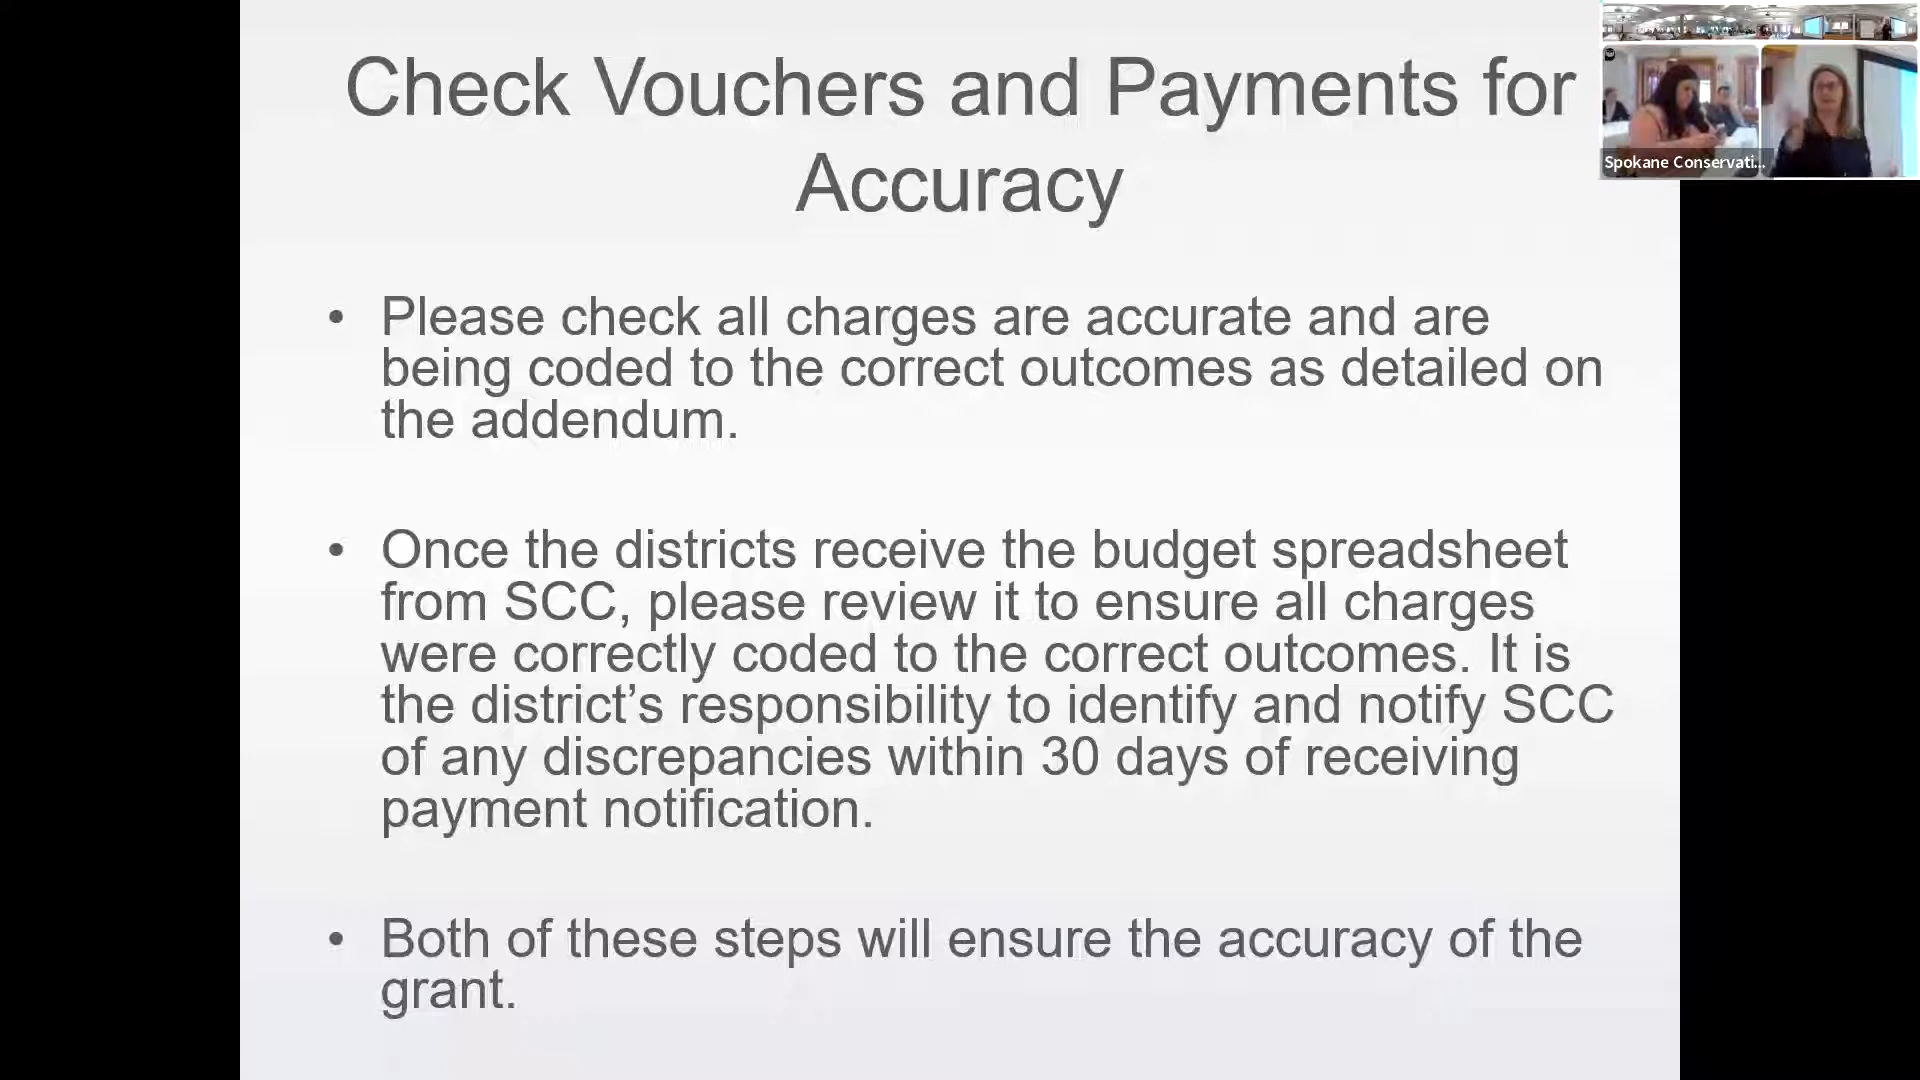 Check Vouchers and Payments for
Accuracy
Spokane Conservati...
• Please check all charges are accurate and are
being coded to the correct outcomes as detailed on
the addendum.
• Once the districts receive the budget spreadsheet
from SCC, please review it to ensure all charges
were correctly coded to the correct outcomes. It is
the district’s responsibility to identify and notify SCC
of any discrepancies within 30 days of receiving
payment notification.
• Both of these steps will ensure the accuracy of the
grant.